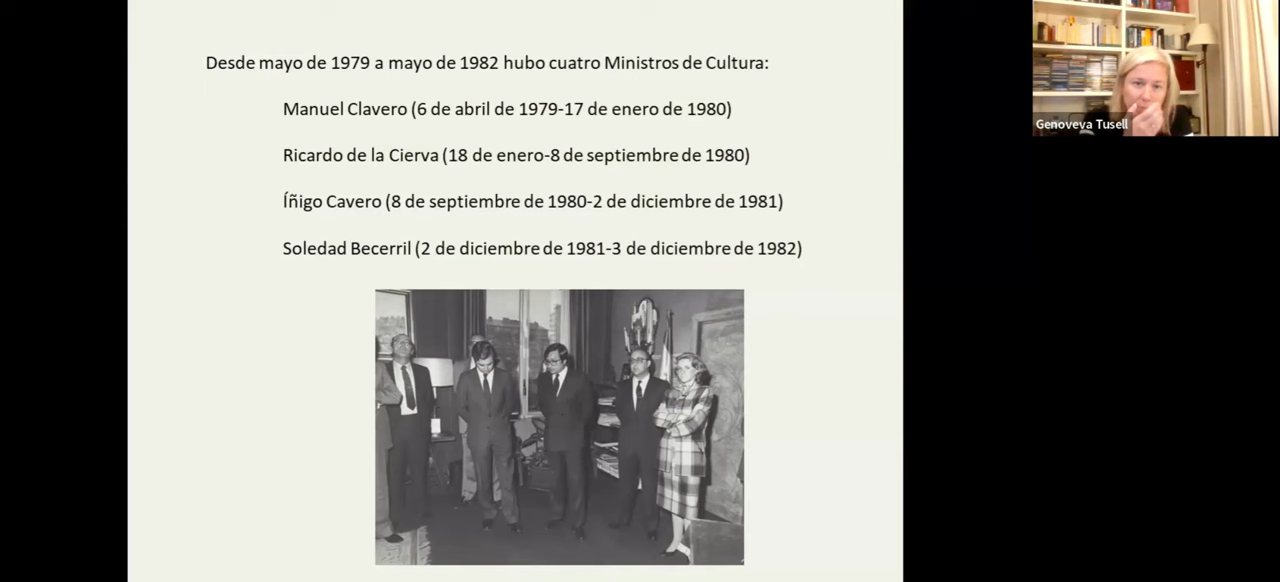 Desde mayo de 1979 a mayo de 1982 hubo cuatro Ministros de Cultura:
Manuel Clavero (6 de abril de 1979-17 de enero de 1980)
Ricardo de la Cierva (18 de enero-8 de septiembre de 1980)
Íñigo Cavero (8 de septiembre de 1980-2 de diciembre de 1981)
Soledad Becerril (2 de diciembre de 1981-3 de diciembre de 1982)
Genoveva Tusell